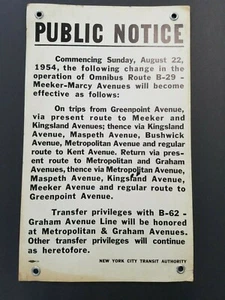 PUBLIC NOTICE
Commencing Sunday, August 22,
1954, the following change in the
operation of Omnibus Route B-29 -
Meeker-Marcy Avenues will become
effective as follows:
On trips from Greenpoint Avenue,
via present route to Meeker and
Kingsland Avenues; thence via Kingsland
Avenue, Maspeth Avenue, Bushwick
Avenue, Metropolitan Avenue and regular
route to Kent Avenue. Return via pres-
ent route to Metropolitan and Graham
Avenues, thence via Metropolitan Avenue,
Maspeth Avenue, Kingsland Avenue,
Meeker Avenue and regular route to
Greenpoint Avenue.
Transfer privileges with B-62 -
Graham Avenue Line will be honored
at Metropolitan & Graham Avenues.
Other transfer privileges will continue
as heretofore.
NEW YORK CITY TRANSIT AUTHORITY